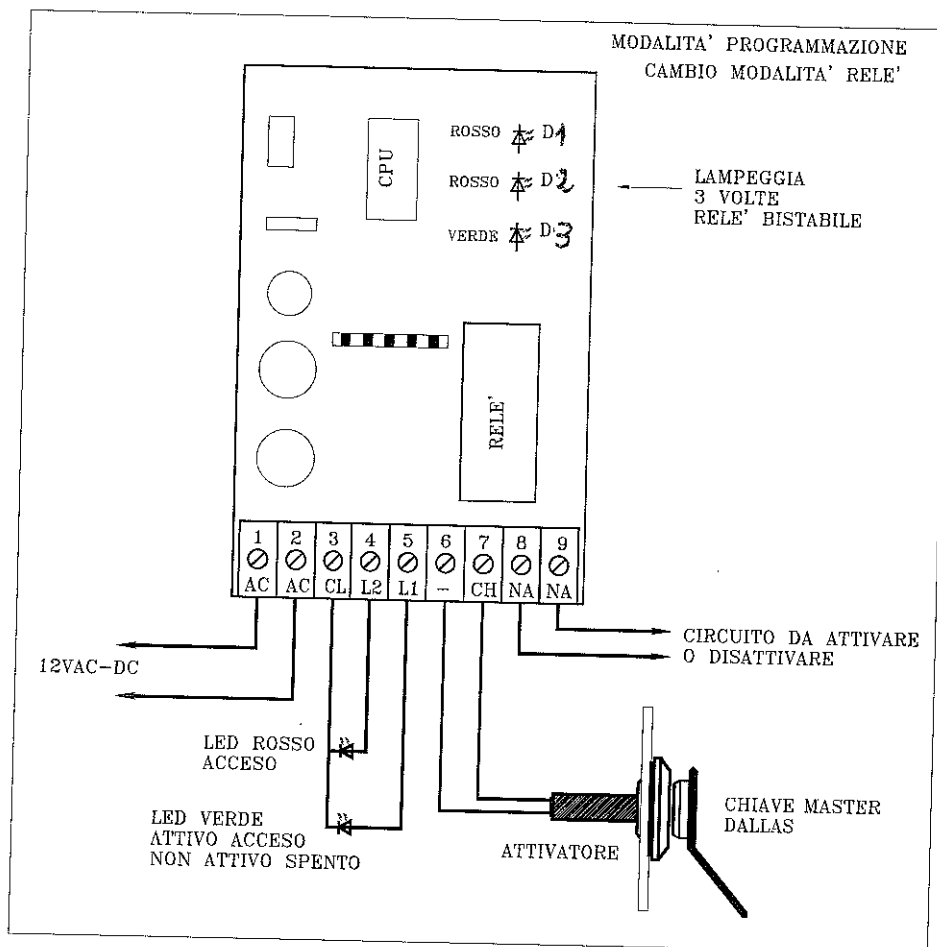 MODALITA' PROGRAMMAZIONE
CAMBIO MODALITA' RELE'
ROSSO D1
CPU
ROSSO D2
VERDE D3
LAMPEGGIA
3 VOLTE
RELE' BISTABILE
RELE'
1 2 3 4 5 6 7 8 9
AC AC CL L2 L1 - CH NA NA
12VAC-DC
CIRCUITO DA ATTIVARE
O DISATTIVARE
LED ROSSO
ACCESO
LED VERDE
ATTIVO ACCESO
NON ATTIVO SPENTO
ATTIVATORE
CHIAVE MASTER
DALLAS